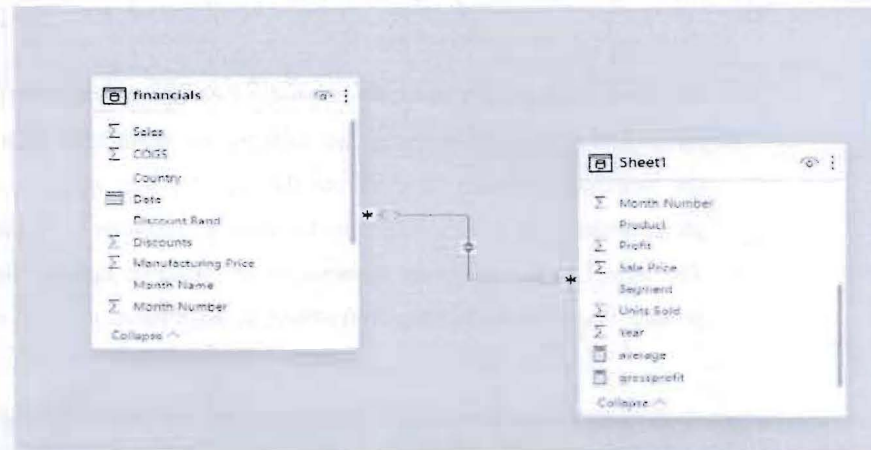 financials
Sales
COGS
Country
Date
Discount Band
Discounts
Manufacturing Price
Month Name
Month Number
Collapse
*
*
Sheet1
Month Number
Product
Profit
Sale Price
Segment
Units Sold
Year
average
grossprofit
Collapse